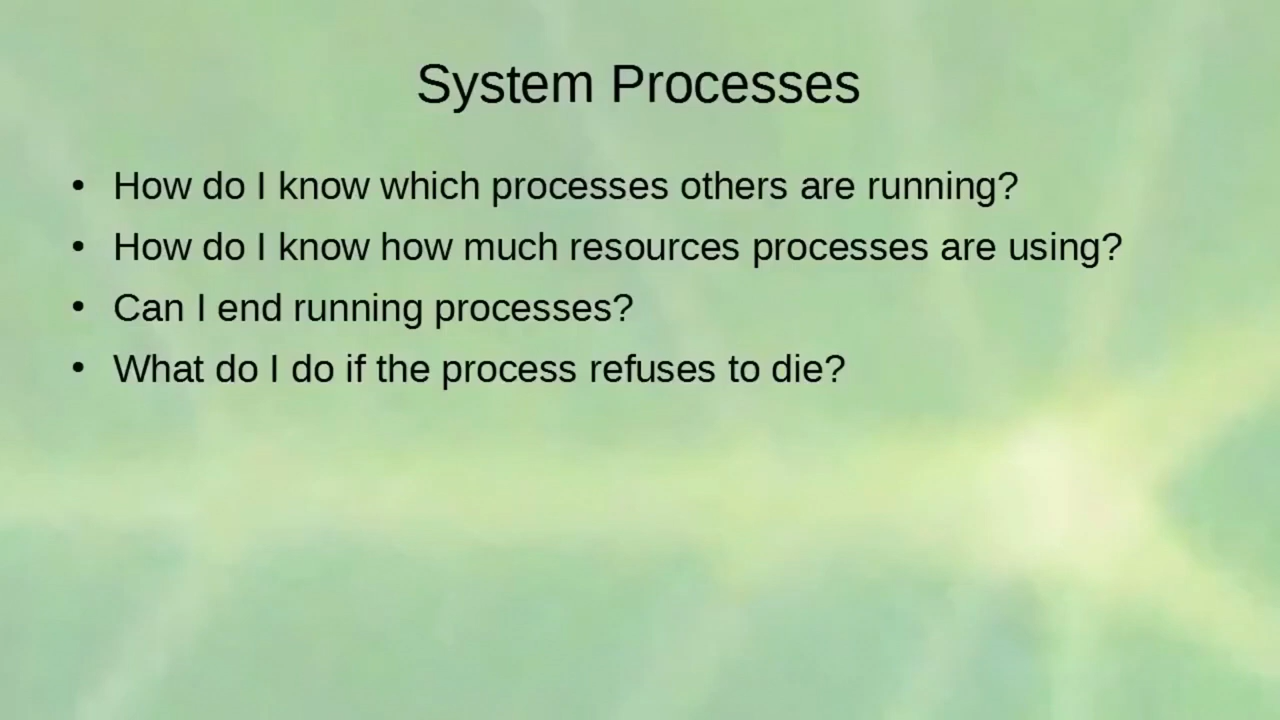 System Processes
• How do I know which processes others are running?
• How do I know how much resources processes are using?
• Can I end running processes?
• What do I do if the process refuses to die?